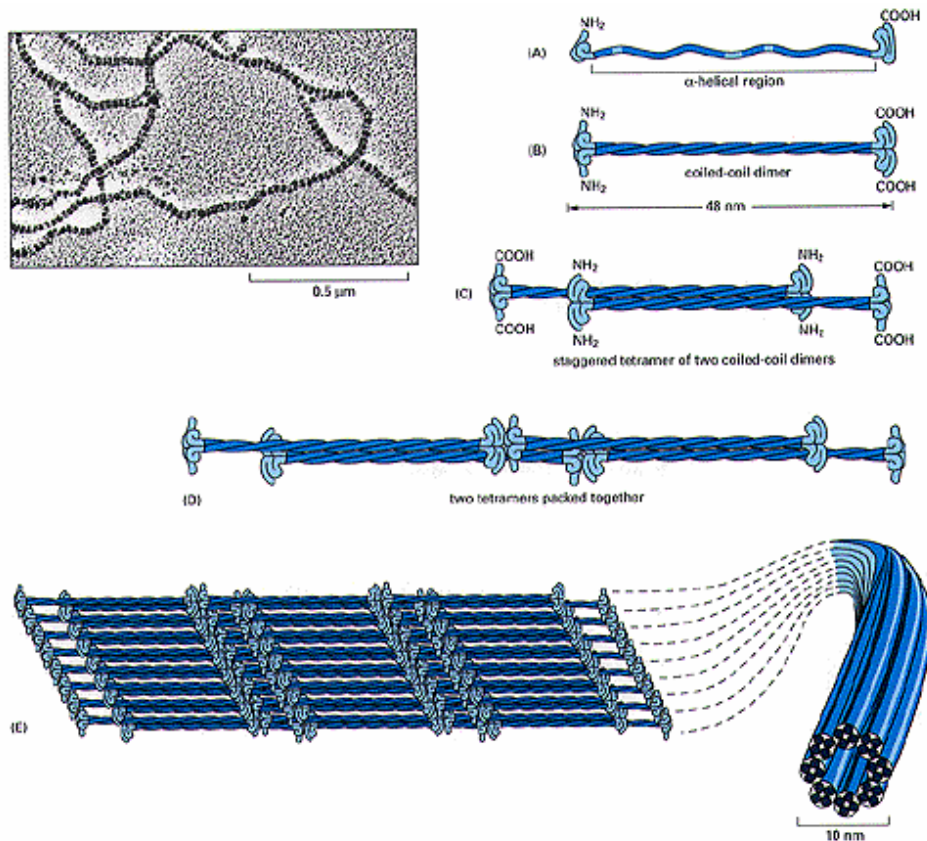 0.5 µm
NH2
COOH
(A)
α-helical region
NH2
COOH
(B)
NH2
coiled-coil dimer
COOH
48 nm
COOH
NH2
NH2
COOH
(C)
CCOH
NH2
NH2
COOH
staggered tetramer of two coiled-coil dimers
(D)
two tetramers packed together
(E)
10 nm